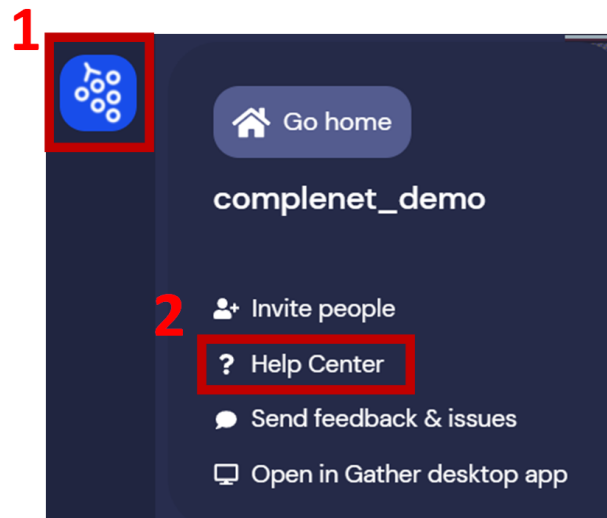 1
Go home
complenet_demo
2
Invite people
? Help Center
Send feedback & issues
Open in Gather desktop app